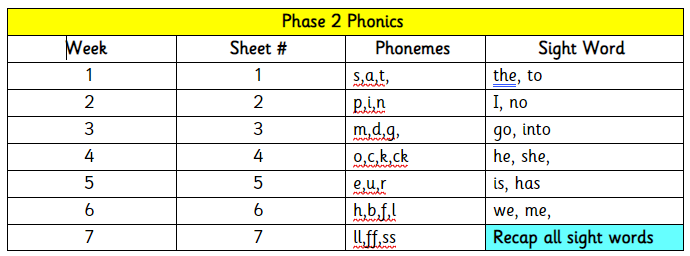 Phase 2 Phonics
Week Sheet # Phonemes Sight Word
1 1 s,a,t, the, to
2 2 p,i,n I, no
3 3 m,d,g, go, into
4 4 o,c,k,ck he, she,
5 5 e,u,r is, has
6 6 h,b,f,l we, me,
7 7 ll,ff,ss Recap all sight words